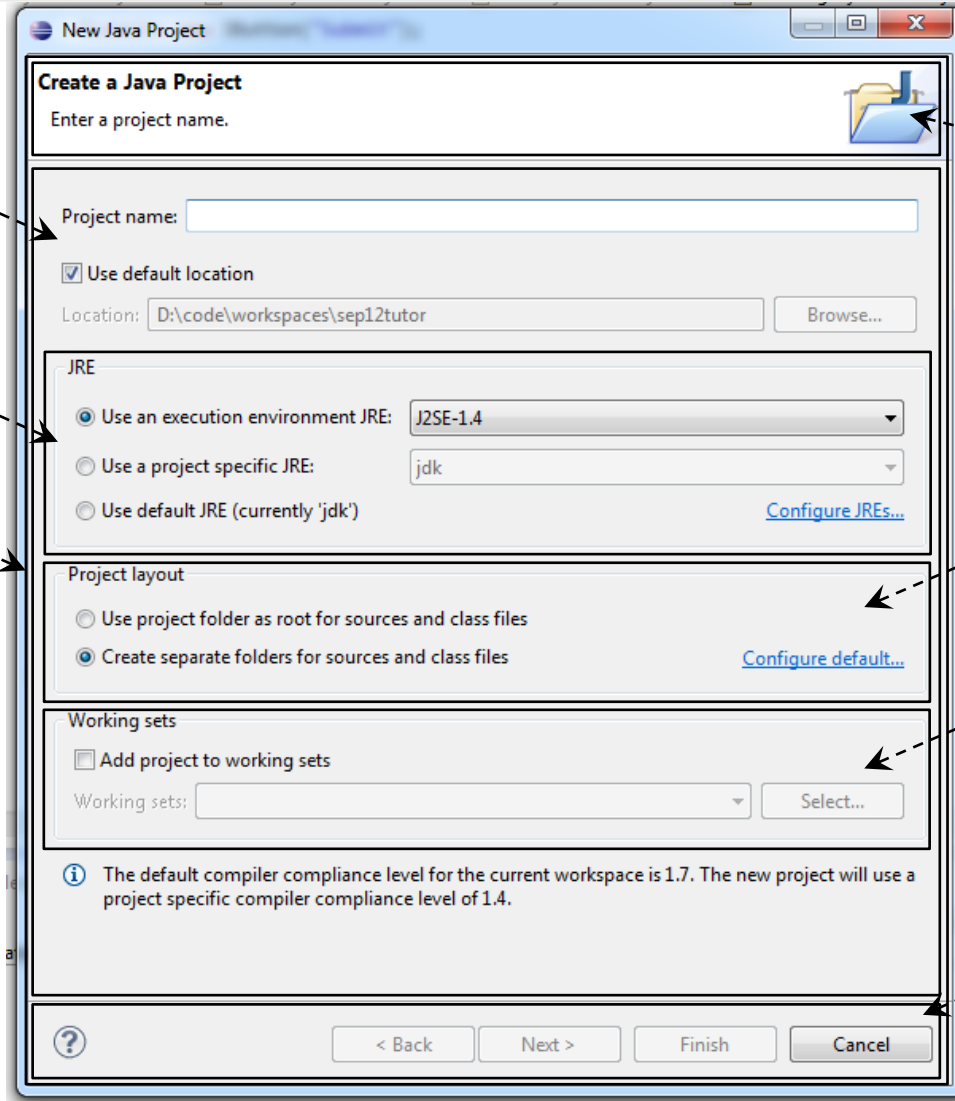 New Java Project
Create a Java Project
Enter a project name.
Project name:
Use default location
Location: D:\code\workspaces\sep12tutor Browse...
JRE
Use an execution environment JRE: J2SE-1.4
Use a project specific JRE: jdk
Use default JRE (currently 'jdk') Configure JREs...
Project layout
Use project folder as root for sources and class files
Create separate folders for sources and class files Configure default...
Working sets
Add project to working sets
Working sets: Select...
The default compiler compliance level for the current workspace is 1.7. The new project will use a
project specific compiler compliance level of 1.4.
? < Back Next > Finish Cancel